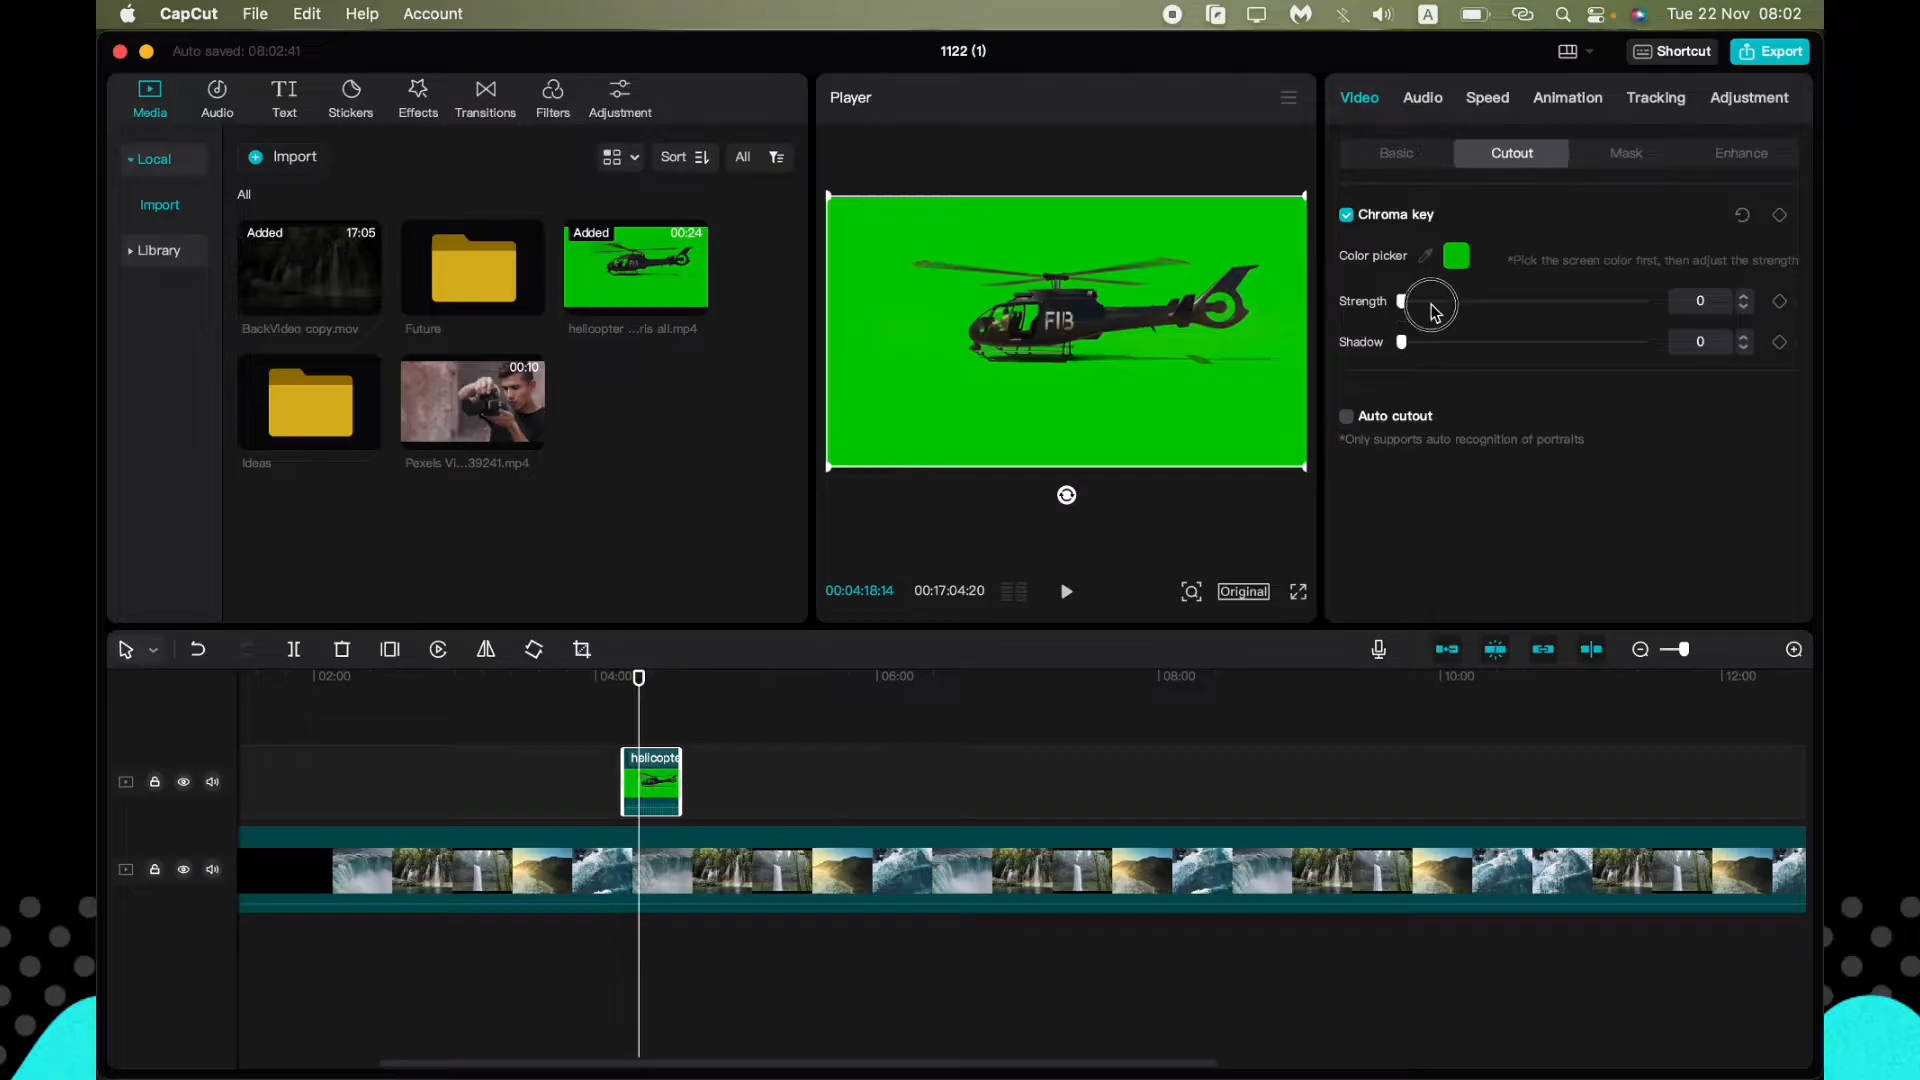 CapCut File Edit Help Account A Tue 22 Nov 08:02
Auto saved: 08:02:41 1122 (1) Shortcut Export
Media Audio TI Text Stickers Effects Transitions Filters Adjustment
Player
Video Audio Speed Animation Tracking Adjustment
Local
Import
Library
Import Sort All
All
Added 17:05
BackVideo copy.mov
Future
Added 00:24
helicopter ...ris all.mp4
Ideas
00:10
Pexels Vi...39241.mp4
FIB
00:04:18:14 00:17:04:20 Original
Basic Cutout Mask Enhance
Chroma key
Color picker *Pick the screen color first, then adjust the strength
Strength 0
Shadow 0
Auto cutout
*Only supports auto recognition of portraits
02:00 04:00 06:00 08:00 10:00 12:00
helicopte